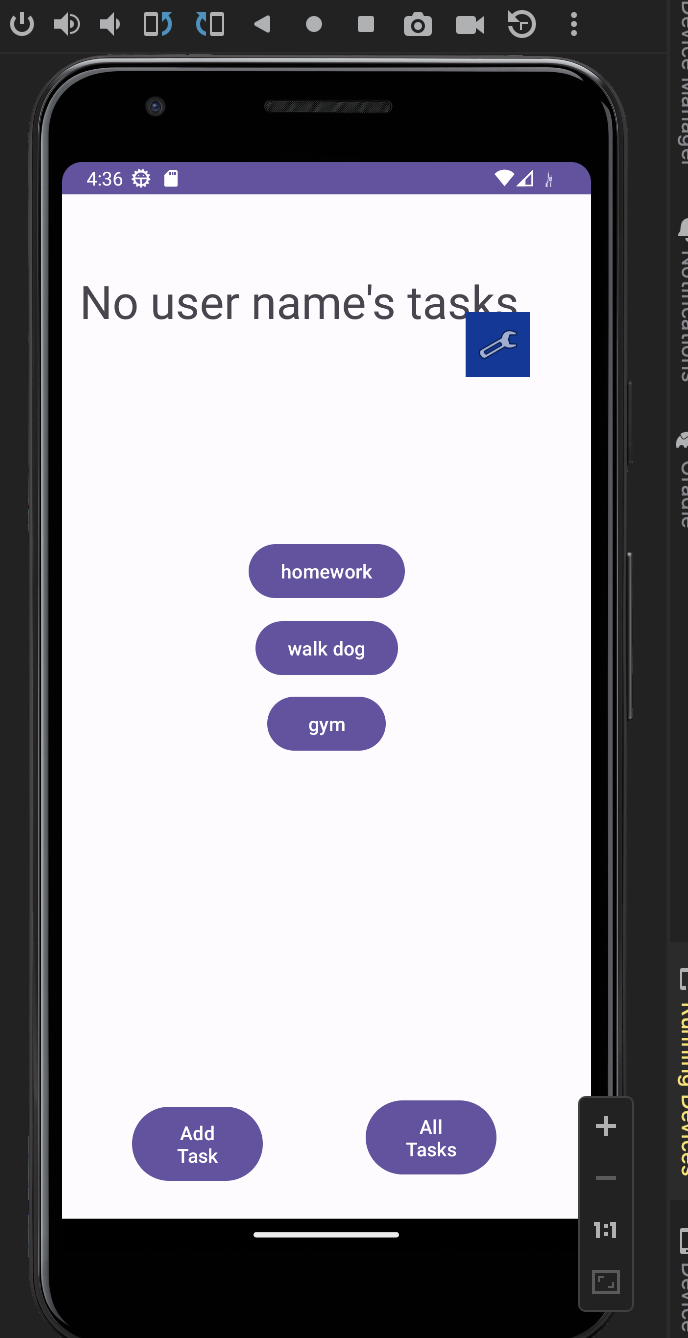 4:36
No user name's tasks
homework
walk dog
gym
Add
Task
All
Tasks
1:1
Device Manager
Notifications
Gradle
Running Devices